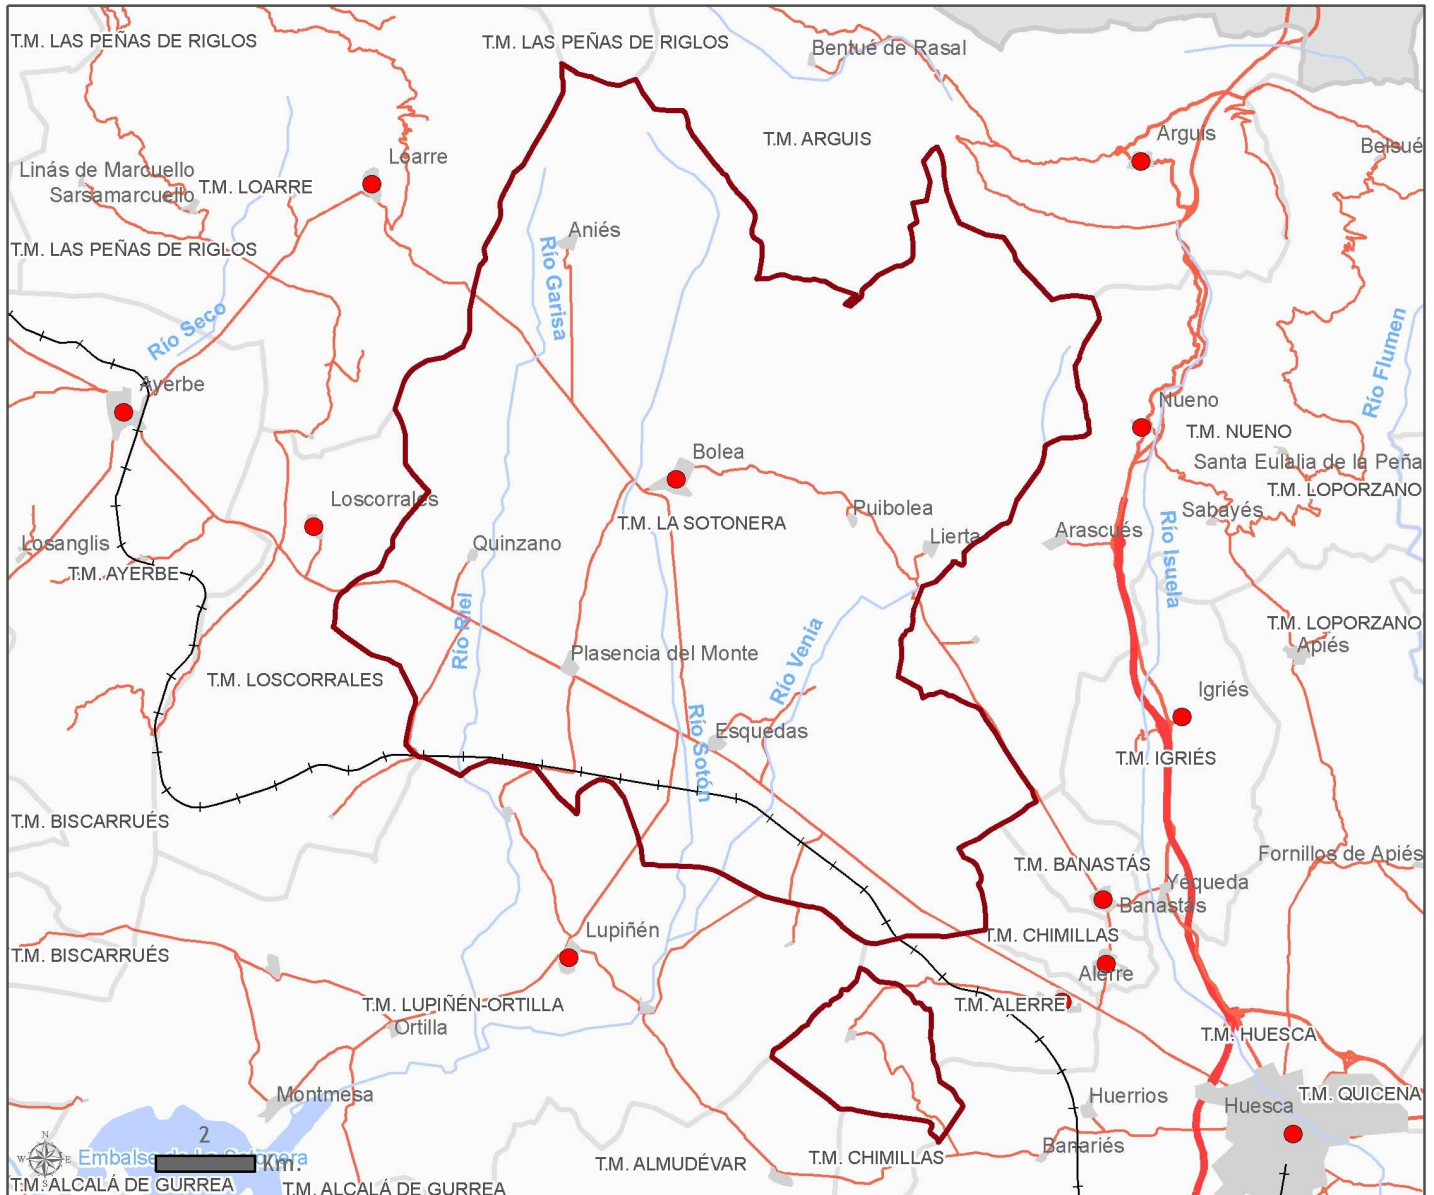 T.M. LAS PEÑAS DE RIGLOS
T.M. LAS PEÑAS DE RIGLOS
Bentué de Rasal
T.M. ARGUIS
Arguis
Belsué
Loarre
Linás de Marcuello
T.M. LOARRE
Sarsamarcuello
Aniés
T.M. LAS PEÑAS DE RIGLOS
Río Garisa
Río Seco
Río Flumen
Ayerbe
Nueno
T.M. NUENO
Bolea
Santa Eulalia de la Peña
T.M. LOPORZANO
Loscorrales
Puibolea
Sabayés
T.M. LA SOTONERA
Arascués
Lierta
Quinzano
Losanglis
T.M. AYERBE
Río Isuela
Río Riel
T.M. LOPORZANO
Apiés
Plasencia del Monte
Río Venia
T.M. LOSCORRALES
Igriés
Río Sotón
Esquedas
T.M. IGRIÉS
T.M. BISCARRUÉS
Fornillos de Apiés
T.M. BANASTÁS
Yequeda
Banastás
Lupiñén
T.M. CHIMILLAS
T.M. BISCARRUÉS
Alerre
T.M. LUPIÑÉN-ORTILLA
T.M. ALERRE
Ortilla
T.M. HUESCA
Montmesa
Huerrios
T.M. QUICENA
Huesca
N
W
E
S
2
Km.
Embalse de La Sotonera
Banariés
T.M. ALMUDÉVAR
T.M. CHIMILLAS
T.M. ALCALÁ DE GURREA
T.M. ALCALÁ DE GURREA